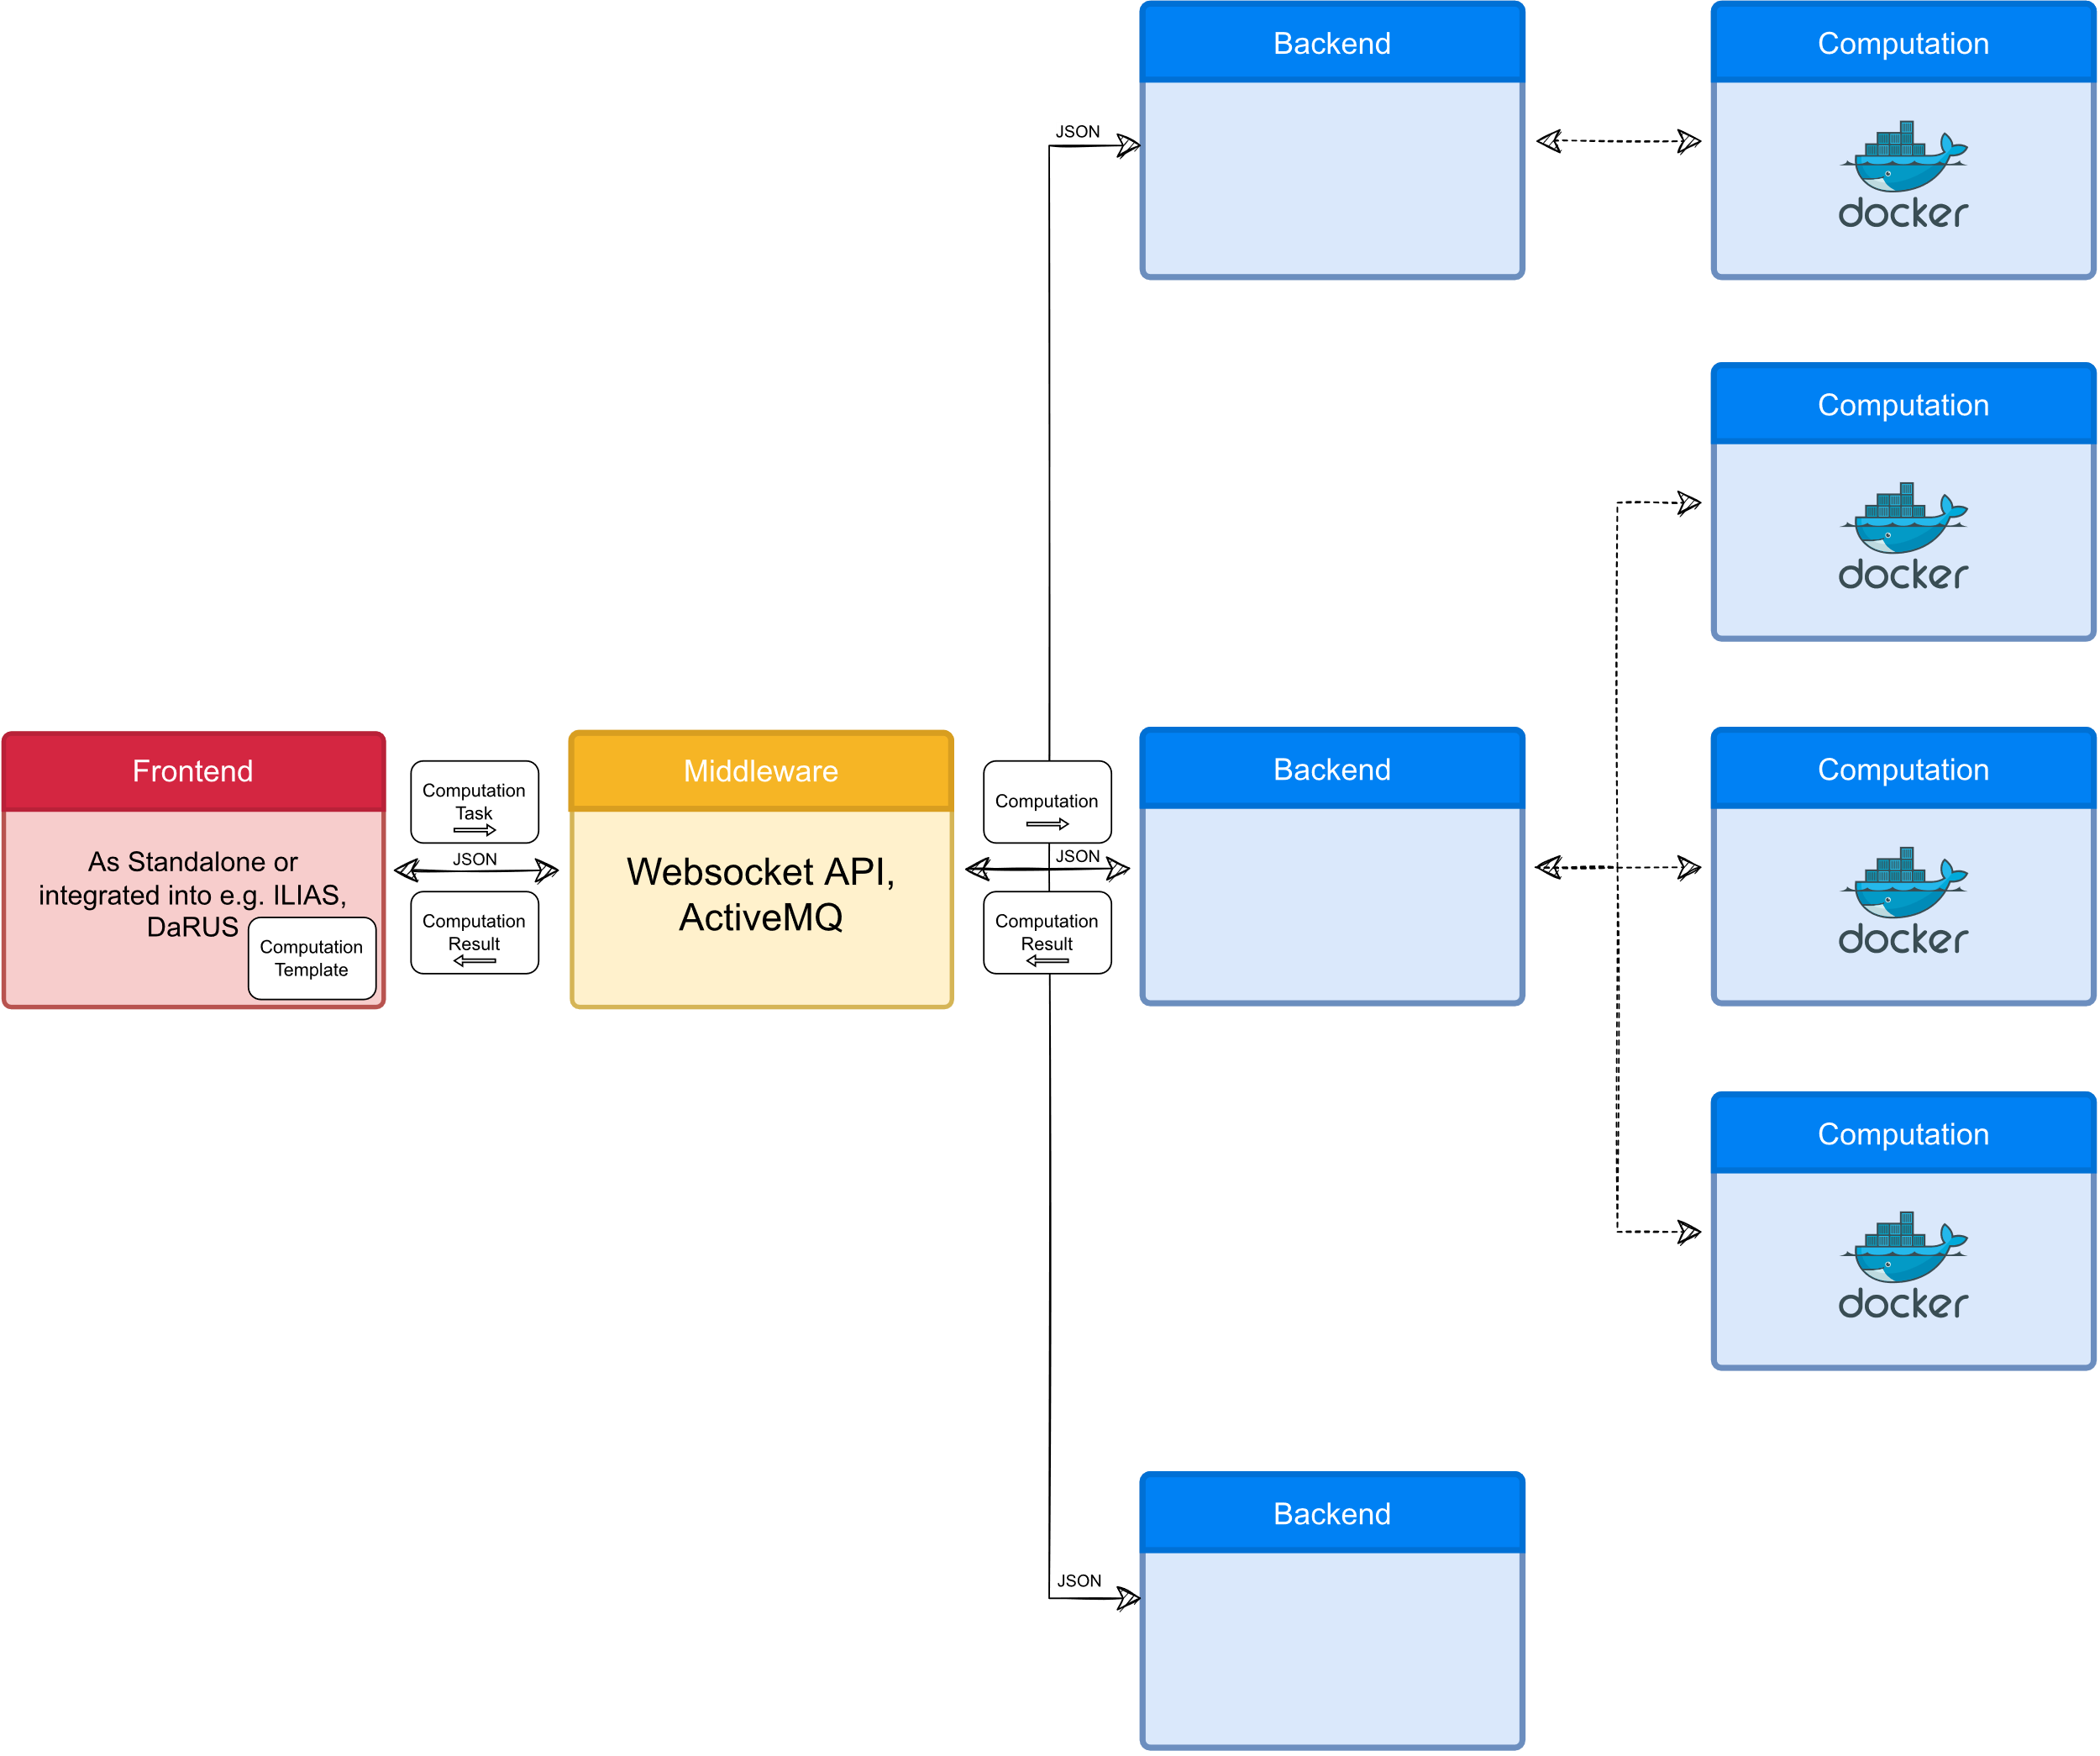 Backend
Computation
JSON
docker
Computation
docker
Frontend
As Standalone or
integrated into e.g. ILIAS,
DaRUS
Computation
Template
Computation
Task
JSON
Computation
Result
Middleware
Websocket API,
ActiveMQ
Computation
JSON
Computation
Result
Backend
Computation
docker
Computation
docker
Backend
JSON